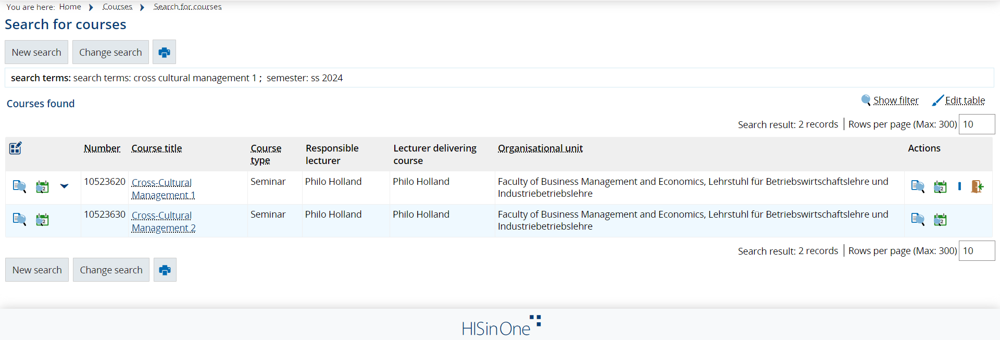 You are here: Home Courses Search for courses
Search for courses
New search Change search
search terms: search terms: cross cultural management 1 ; semester: ss 2024
Courses found
Show filter Edit table
Search result: 2 records Rows per page (Max: 300) 10
Number Course title Course type Responsible lecturer Lecturer delivering course Organisational unit Actions
10523620 Cross-Cultural Management 1 Seminar Philo Holland Philo Holland Faculty of Business Management and Economics, Lehrstuhl für Betriebswirtschaftslehre und Industriebetriebslehre
10523630 Cross-Cultural Management 2 Seminar Philo Holland Philo Holland Faculty of Business Management and Economics, Lehrstuhl für Betriebswirtschaftslehre und Industriebetriebslehre
Search result: 2 records Rows per page (Max: 300) 10
New search Change search
HISinOne